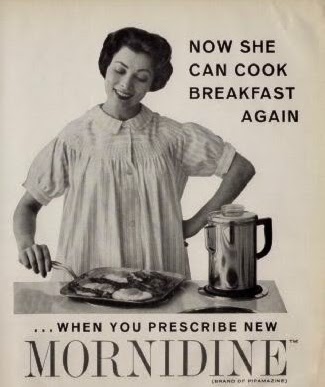 NOW SHE
CAN COOK
BREAKFAST
AGAIN
...WHEN YOU PRESCRIBE NEW
MORNIDINE™
(BRAND OF PIPAMAZINE)